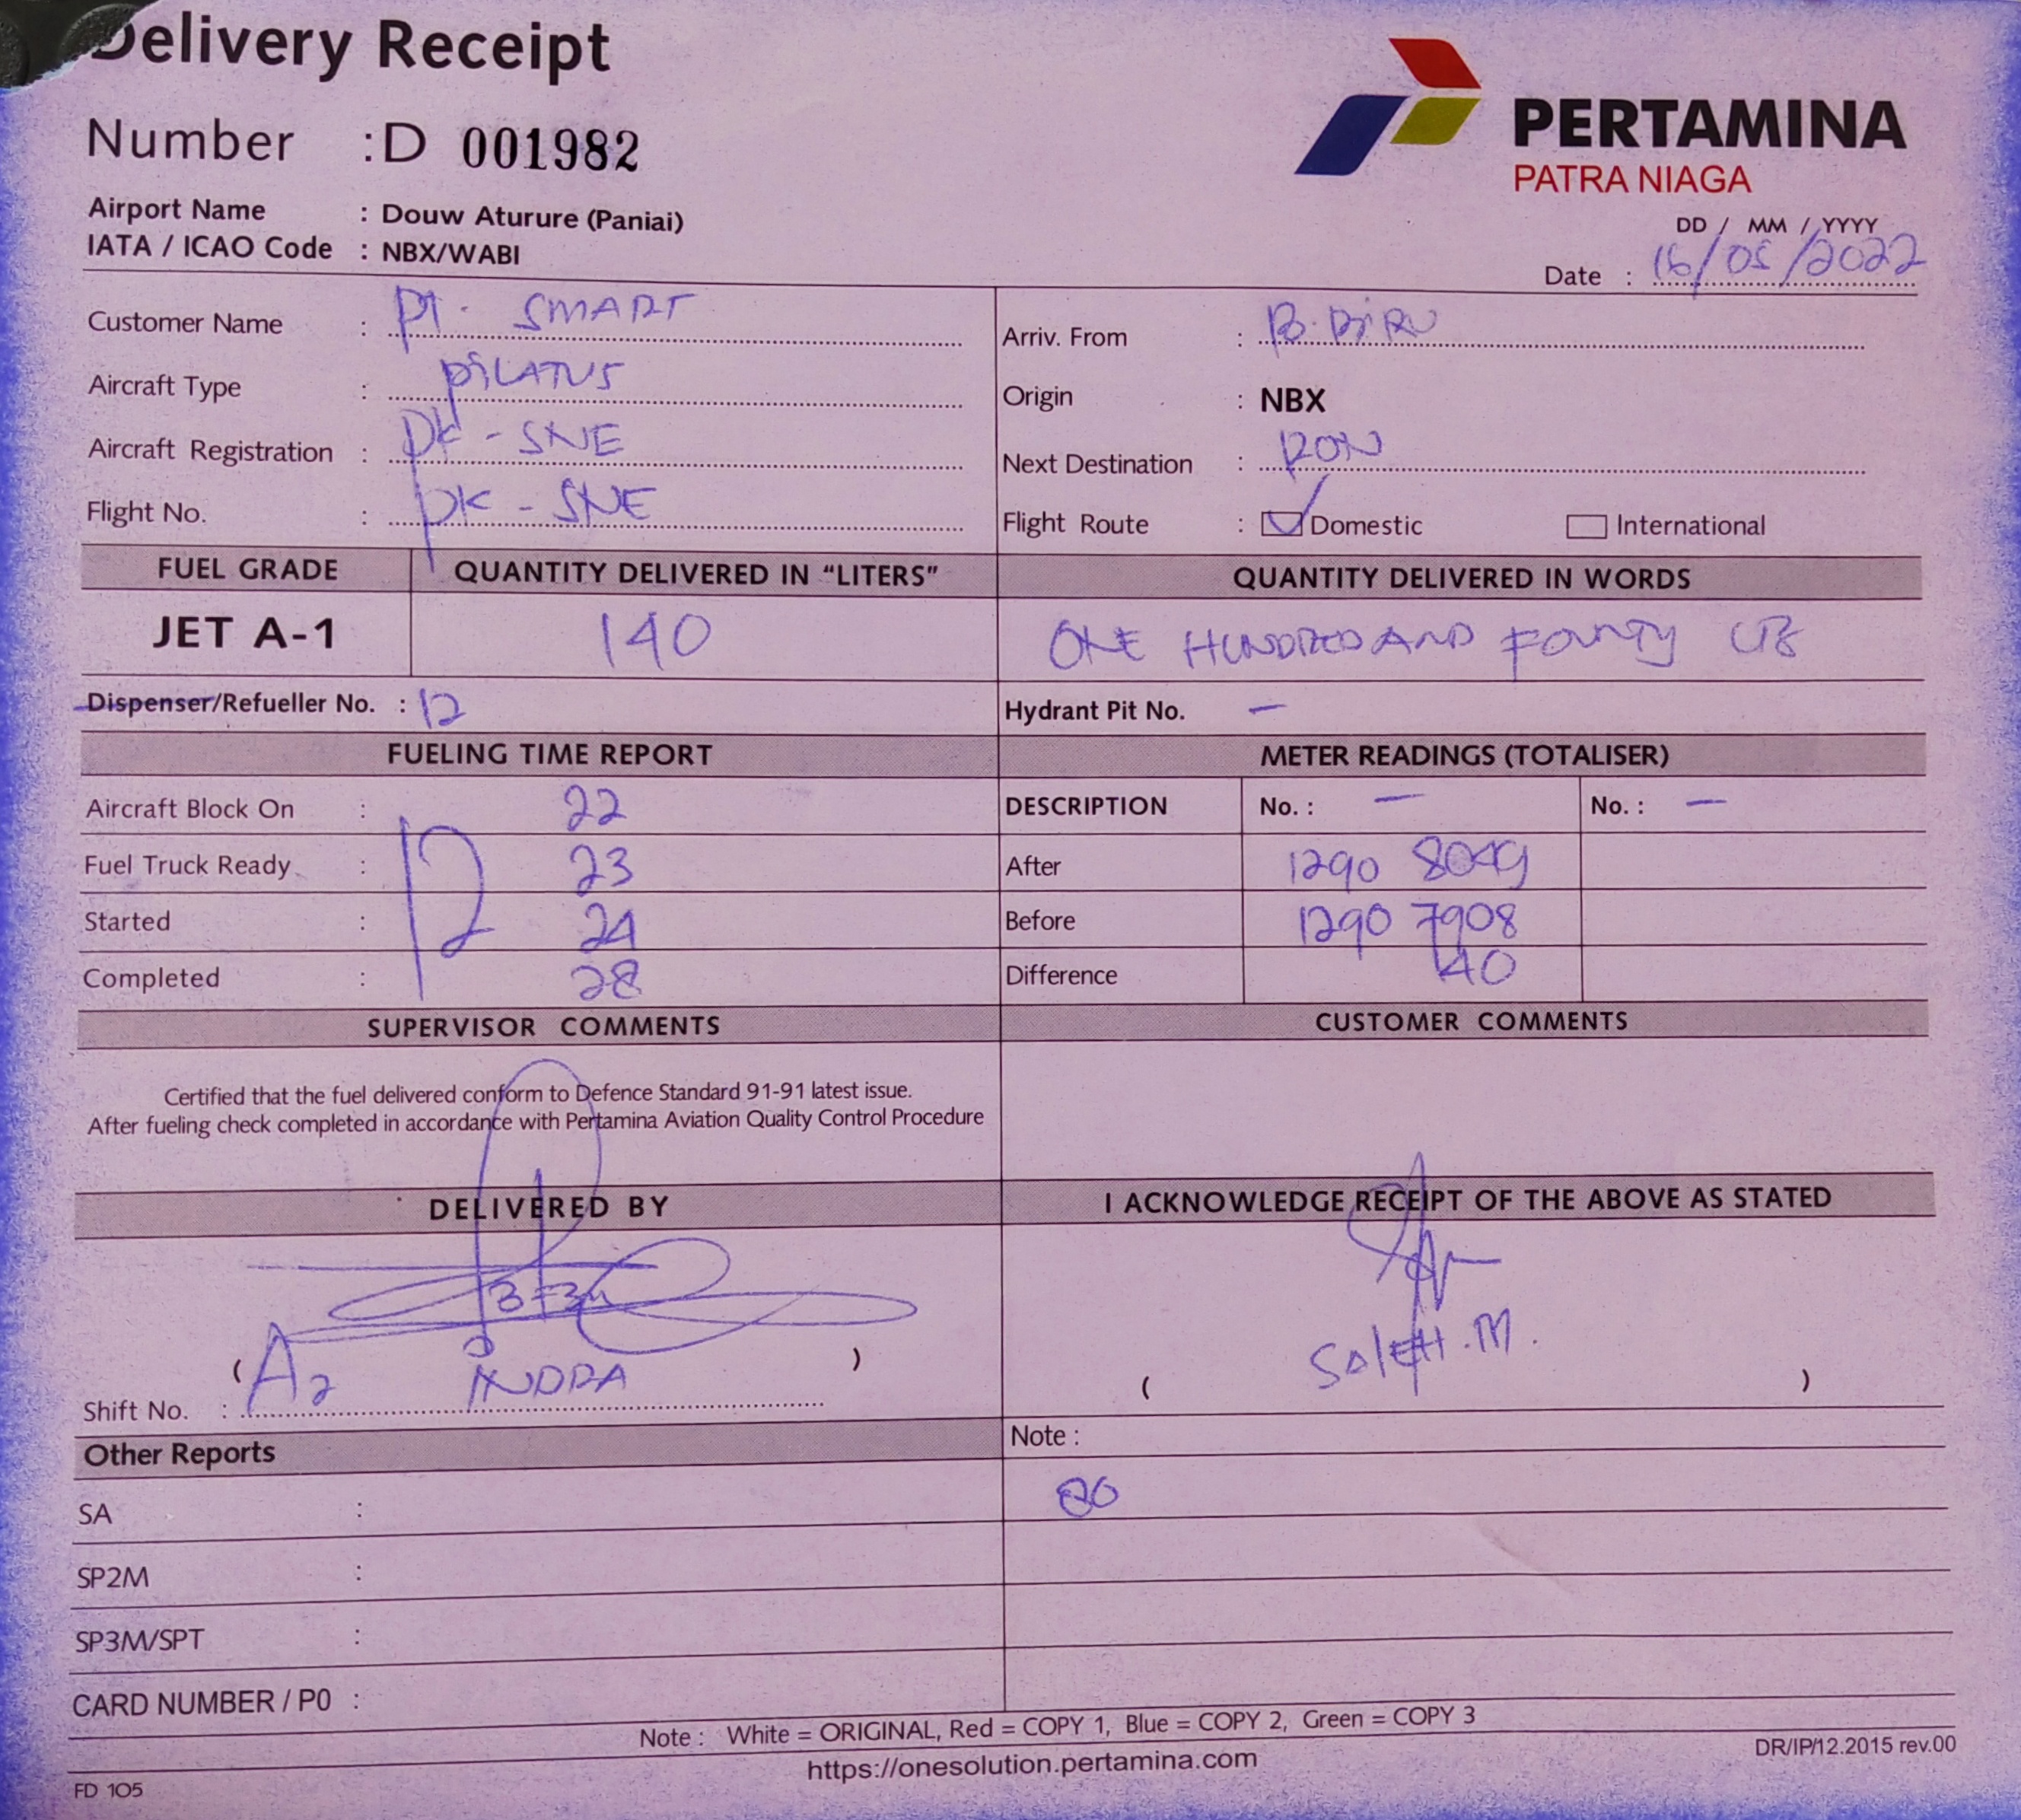 Delivery Receipt
Number : D 001982
PERTAMINA
PATRA NIAGA
Airport Name : Douw Aturure (Paniai)
IATA / ICAO Code : NBX/WABI
DD / MM / YYYY
Date : 16/05/2022
Customer Name : PT. SMART
Arriv. From : B. BIRU
Aircraft Type : PILATUS
Origin : NBX
Aircraft Registration : PK - SNE
Next Destination : RON
Flight No. : PK - SNE
Flight Route : Domestic International
FUEL GRADE QUANTITY DELIVERED IN “LITERS” QUANTITY DELIVERED IN WORDS
JET A-1 140 ONE HUNDRED AND FOURTY LTR
Dispenser/Refueller No. : 12 Hydrant Pit No. –
FUELING TIME REPORT METER READINGS (TOTALISER)
Aircraft Block On : 22 DESCRIPTION No. : – No. : –
Fuel Truck Ready : 12 23 After 1290 8049
Started : 24 Before 1290 7908
Completed : 28 Difference 140
SUPERVISOR COMMENTS CUSTOMER COMMENTS
Certified that the fuel delivered conform to Defence Standard 91-91 latest issue.
After fueling check completed in accordance with Pertamina Aviation Quality Control Procedure
DELIVERED BY I ACKNOWLEDGE RECEIPT OF THE ABOVE AS STATED
Shift No. : ( A2 INDRA )
( SALEH.M. )
Other Reports Note :
SA :
SP2M :
SP3M/SPT :
CARD NUMBER / P0 :
Note : White = ORIGINAL, Red = COPY 1, Blue = COPY 2, Green = COPY 3
https://onesolution.pertamina.com
DR/IP/12.2015 rev.00
FD 105